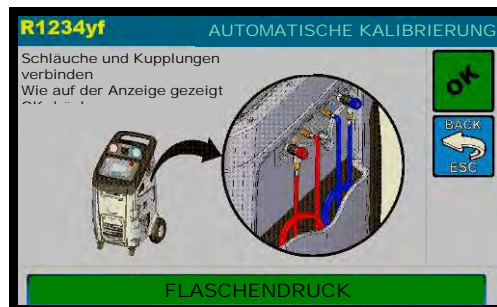 R1234yf
AUTOMATISCHE KALIBRIERUNG
Schläuche und Kupplungen
verbinden
Wie auf der Anzeige gezeigt
OK
BACK
ESC
FLASCHENDRUCK